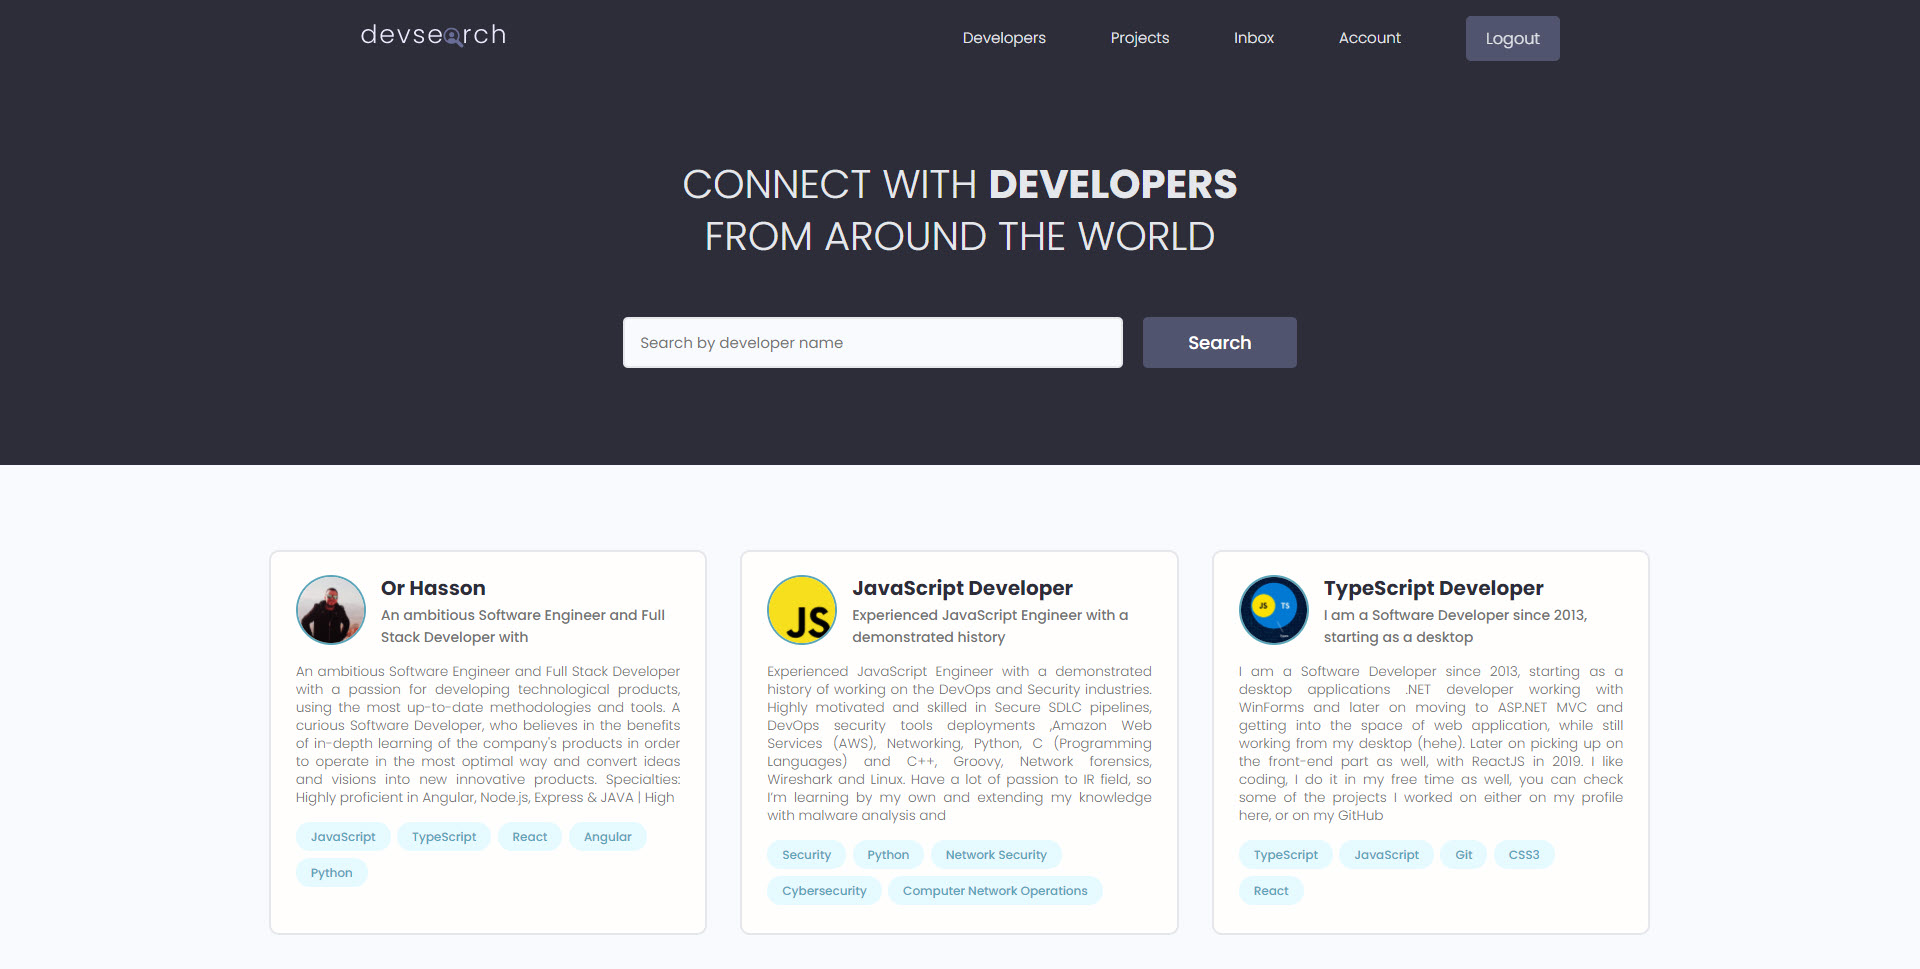 devsearch
Developers
Projects
Inbox
Account
Logout
CONNECT WITH DEVELOPERS
FROM AROUND THE WORLD
Search by developer name
Search
Or Hasson
An ambitious Software Engineer and Full
Stack Developer with
An ambitious Software Engineer and Full Stack Developer
with a passion for developing technological products,
using the most up-to-date methodologies and tools. A
curious Software Developer, who believes in the benefits
of in-depth learning of the company's products in order
to operate in the most optimal way and convert ideas
and visions into new innovative products. Specialties:
Highly proficient in Angular, Node.js, Express & JAVA | High
JavaScript
TypeScript
React
Angular
Python
JS
JavaScript Developer
Experienced JavaScript Engineer with a
demonstrated history
Experienced JavaScript Engineer with a demonstrated
history of working on the DevOps and Security industries.
Highly motivated and skilled in Secure SDLC pipelines,
DevOps security tools deployments ,Amazon Web
Services (AWS), Networking, Python, C (Programming
Languages) and C++, Groovy, Network forensics,
Wireshark and Linux. Have a lot of passion to IR field, so
I'm learning by my own and extending my knowledge
with malware analysis and
Security
Python
Network Security
Cybersecurity
Computer Network Operations
JS
TS
TypeScript Developer
I am a Software Developer since 2013,
starting as a desktop
I am a Software Developer since 2013, starting as a
desktop applications .NET developer working with
WinForms and later on moving to ASP.NET MVC and
getting into the space of web application, while still
working from my desktop (hehe). Later on picking up on
the front-end part as well, with ReactJS in 2019. I like
coding, I do it in my free time as well, you can check
some of the projects I worked on either on my profile
here, or on my GitHub
TypeScript
JavaScript
Git
CSS3
React